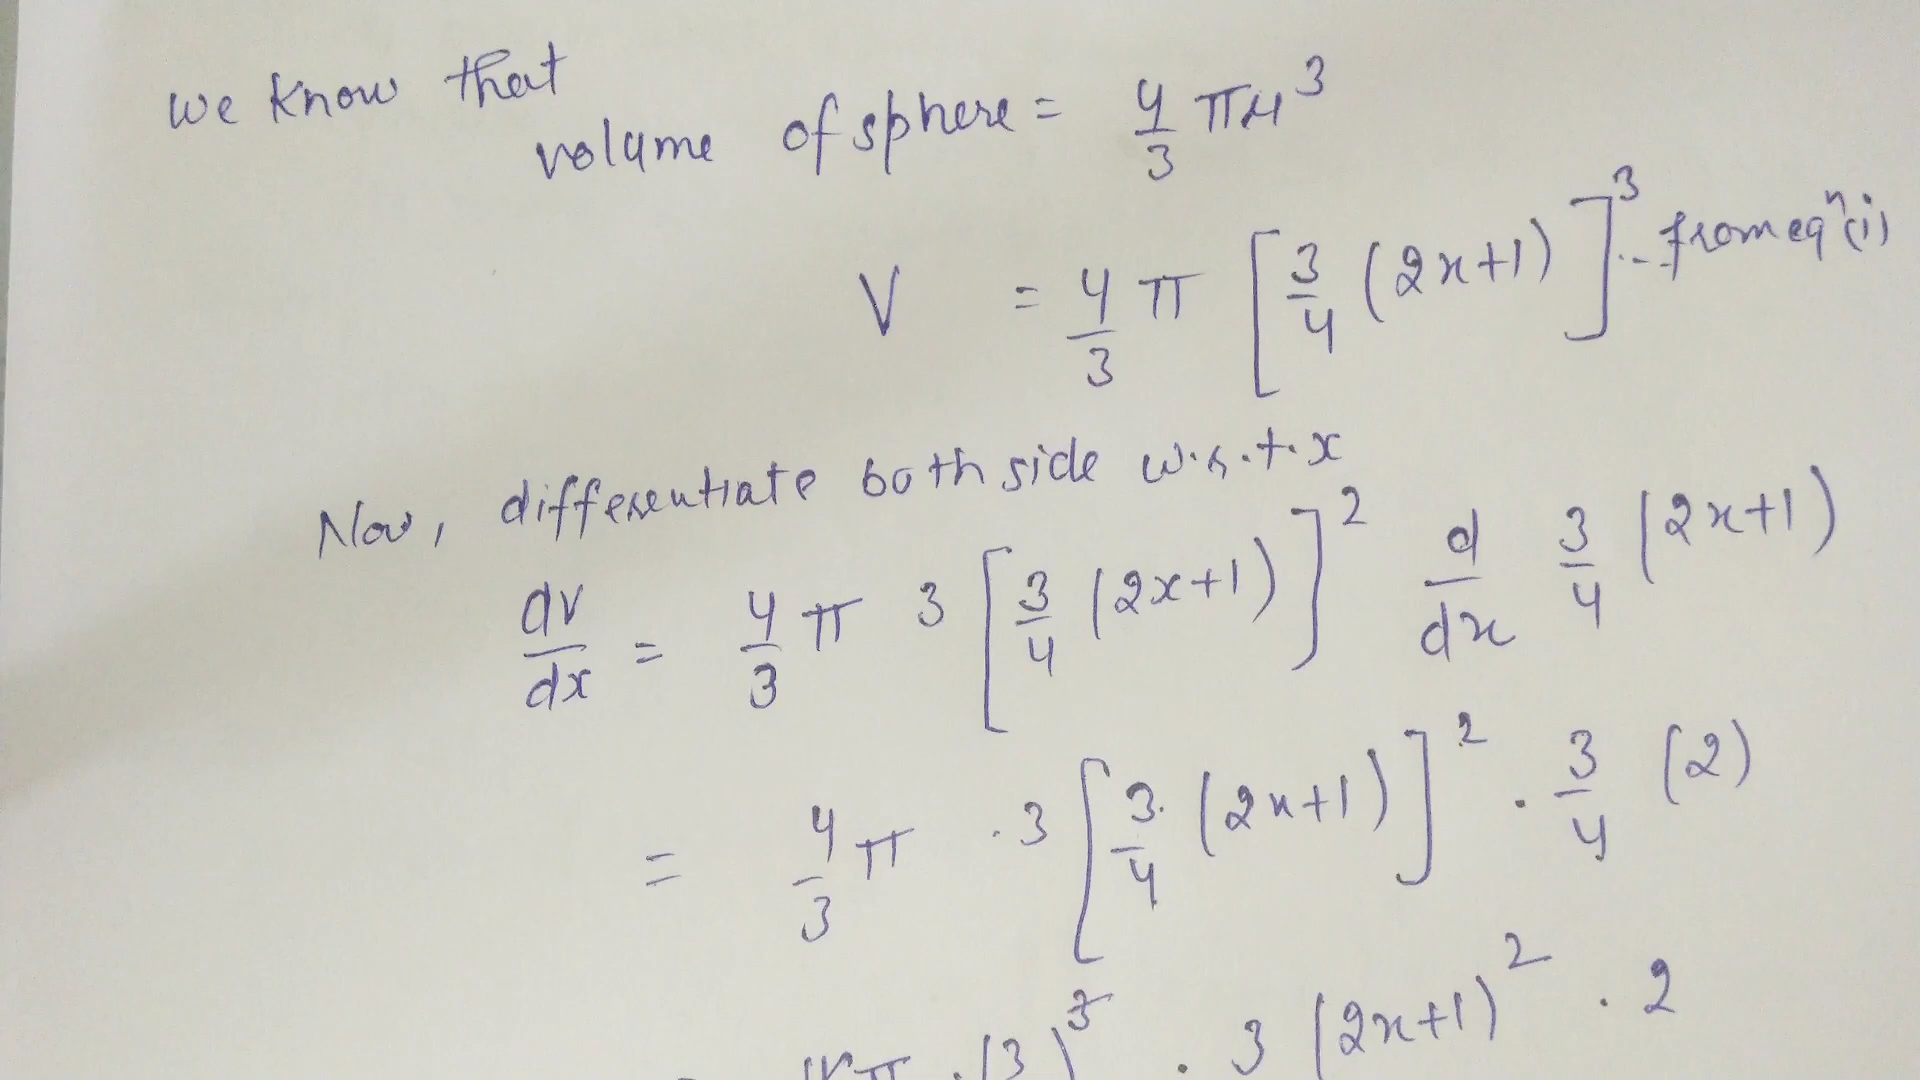 We know that
volume of sphere = 4/3 πr³
V = 4/3 π [3/4 (2x+1)]³ ... from eqⁿ (i)
Now, differentiate both side w.r.t. x
dv/dx = 4/3 π 3 [3/4 (2x+1)]² d/dx 3/4 (2x+1)
= 4/3 π · 3 [3/4 (2x+1)]² · 3/4 (2)
(3)³ · 3 (2x+1)² · 2